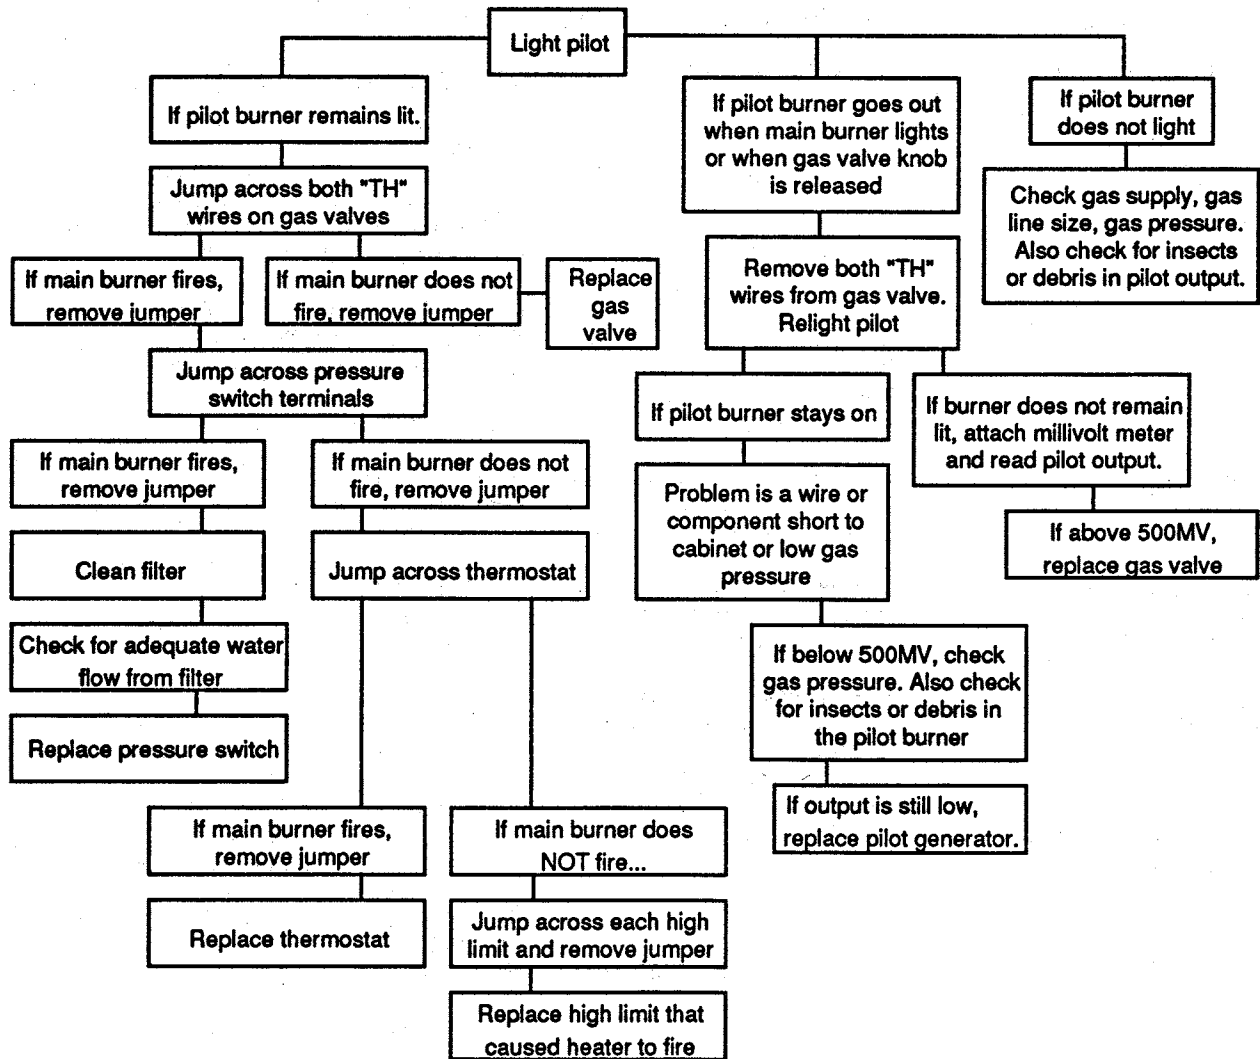 Light pilot
If pilot burner remains lit.
Jump across both "TH"
wires on gas valves
If main burner fires,
remove jumper
If main burner does not
fire, remove jumper
Replace
gas
valve
Jump across pressure
switch terminals
If main burner fires,
remove jumper
If main burner does not
fire, remove jumper
Clean filter
Jump across thermostat
Check for adequate water
flow from filter
Replace pressure switch
If main burner fires,
remove jumper
If main burner does
NOT fire...
Replace thermostat
Jump across each high
limit and remove jumper
Replace high limit that
caused heater to fire
If pilot burner goes out
when main burner lights
or when gas valve knob
is released
Remove both "TH"
wires from gas valve.
Relight pilot
If pilot burner stays on
Problem is a wire or
component short to
cabinet or low gas
pressure
If below 500MV, check
gas pressure. Also check
for insects or debris in
the pilot burner
If output is still low,
replace pilot generator.
If burner does not remain
lit, attach millivolt meter
and read pilot output.
If above 500MV,
replace gas valve
If pilot burner
does not light
Check gas supply, gas
line size, gas pressure.
Also check for insects
or debris in pilot output.